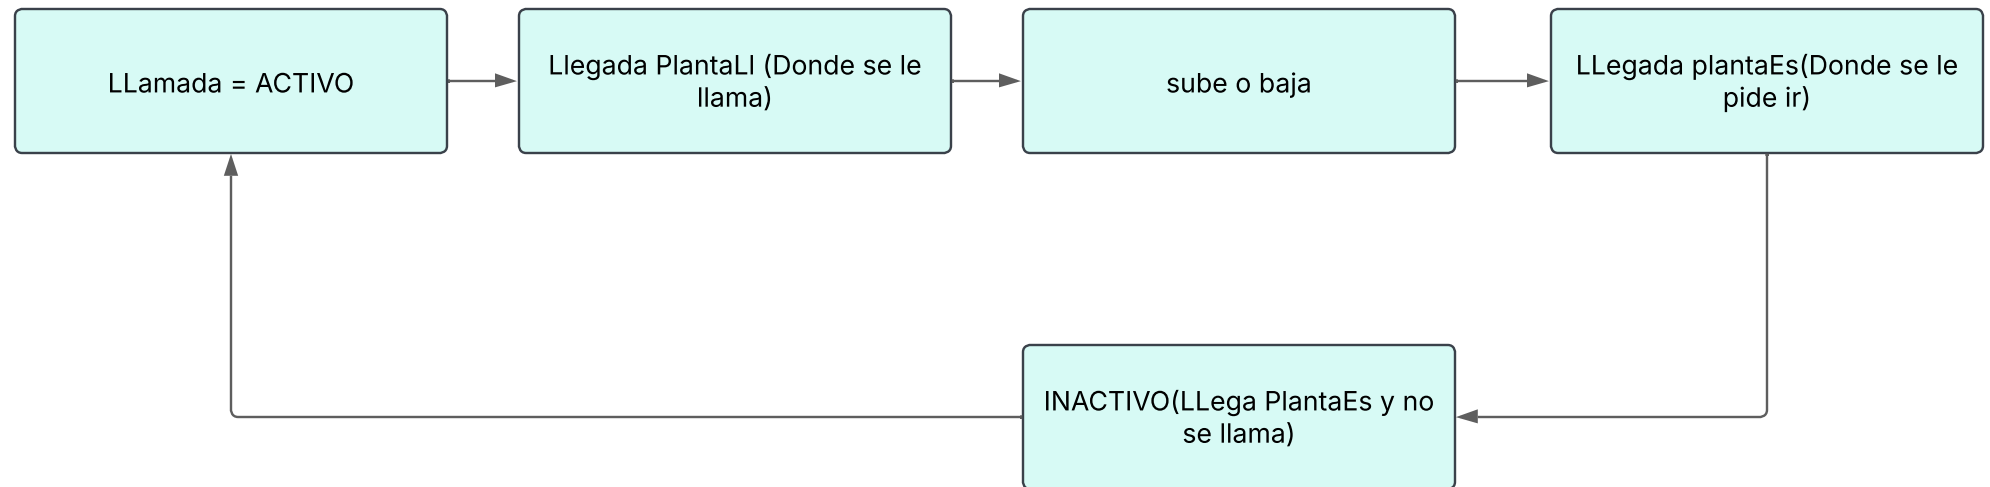 LLamada = ACTIVO
Llegada PlantaLl (Donde se le
llama)
sube o baja
LLegada plantaEs(Donde se le
pide ir)
INACTIVO(LLega PlantaEs y no
se llama)